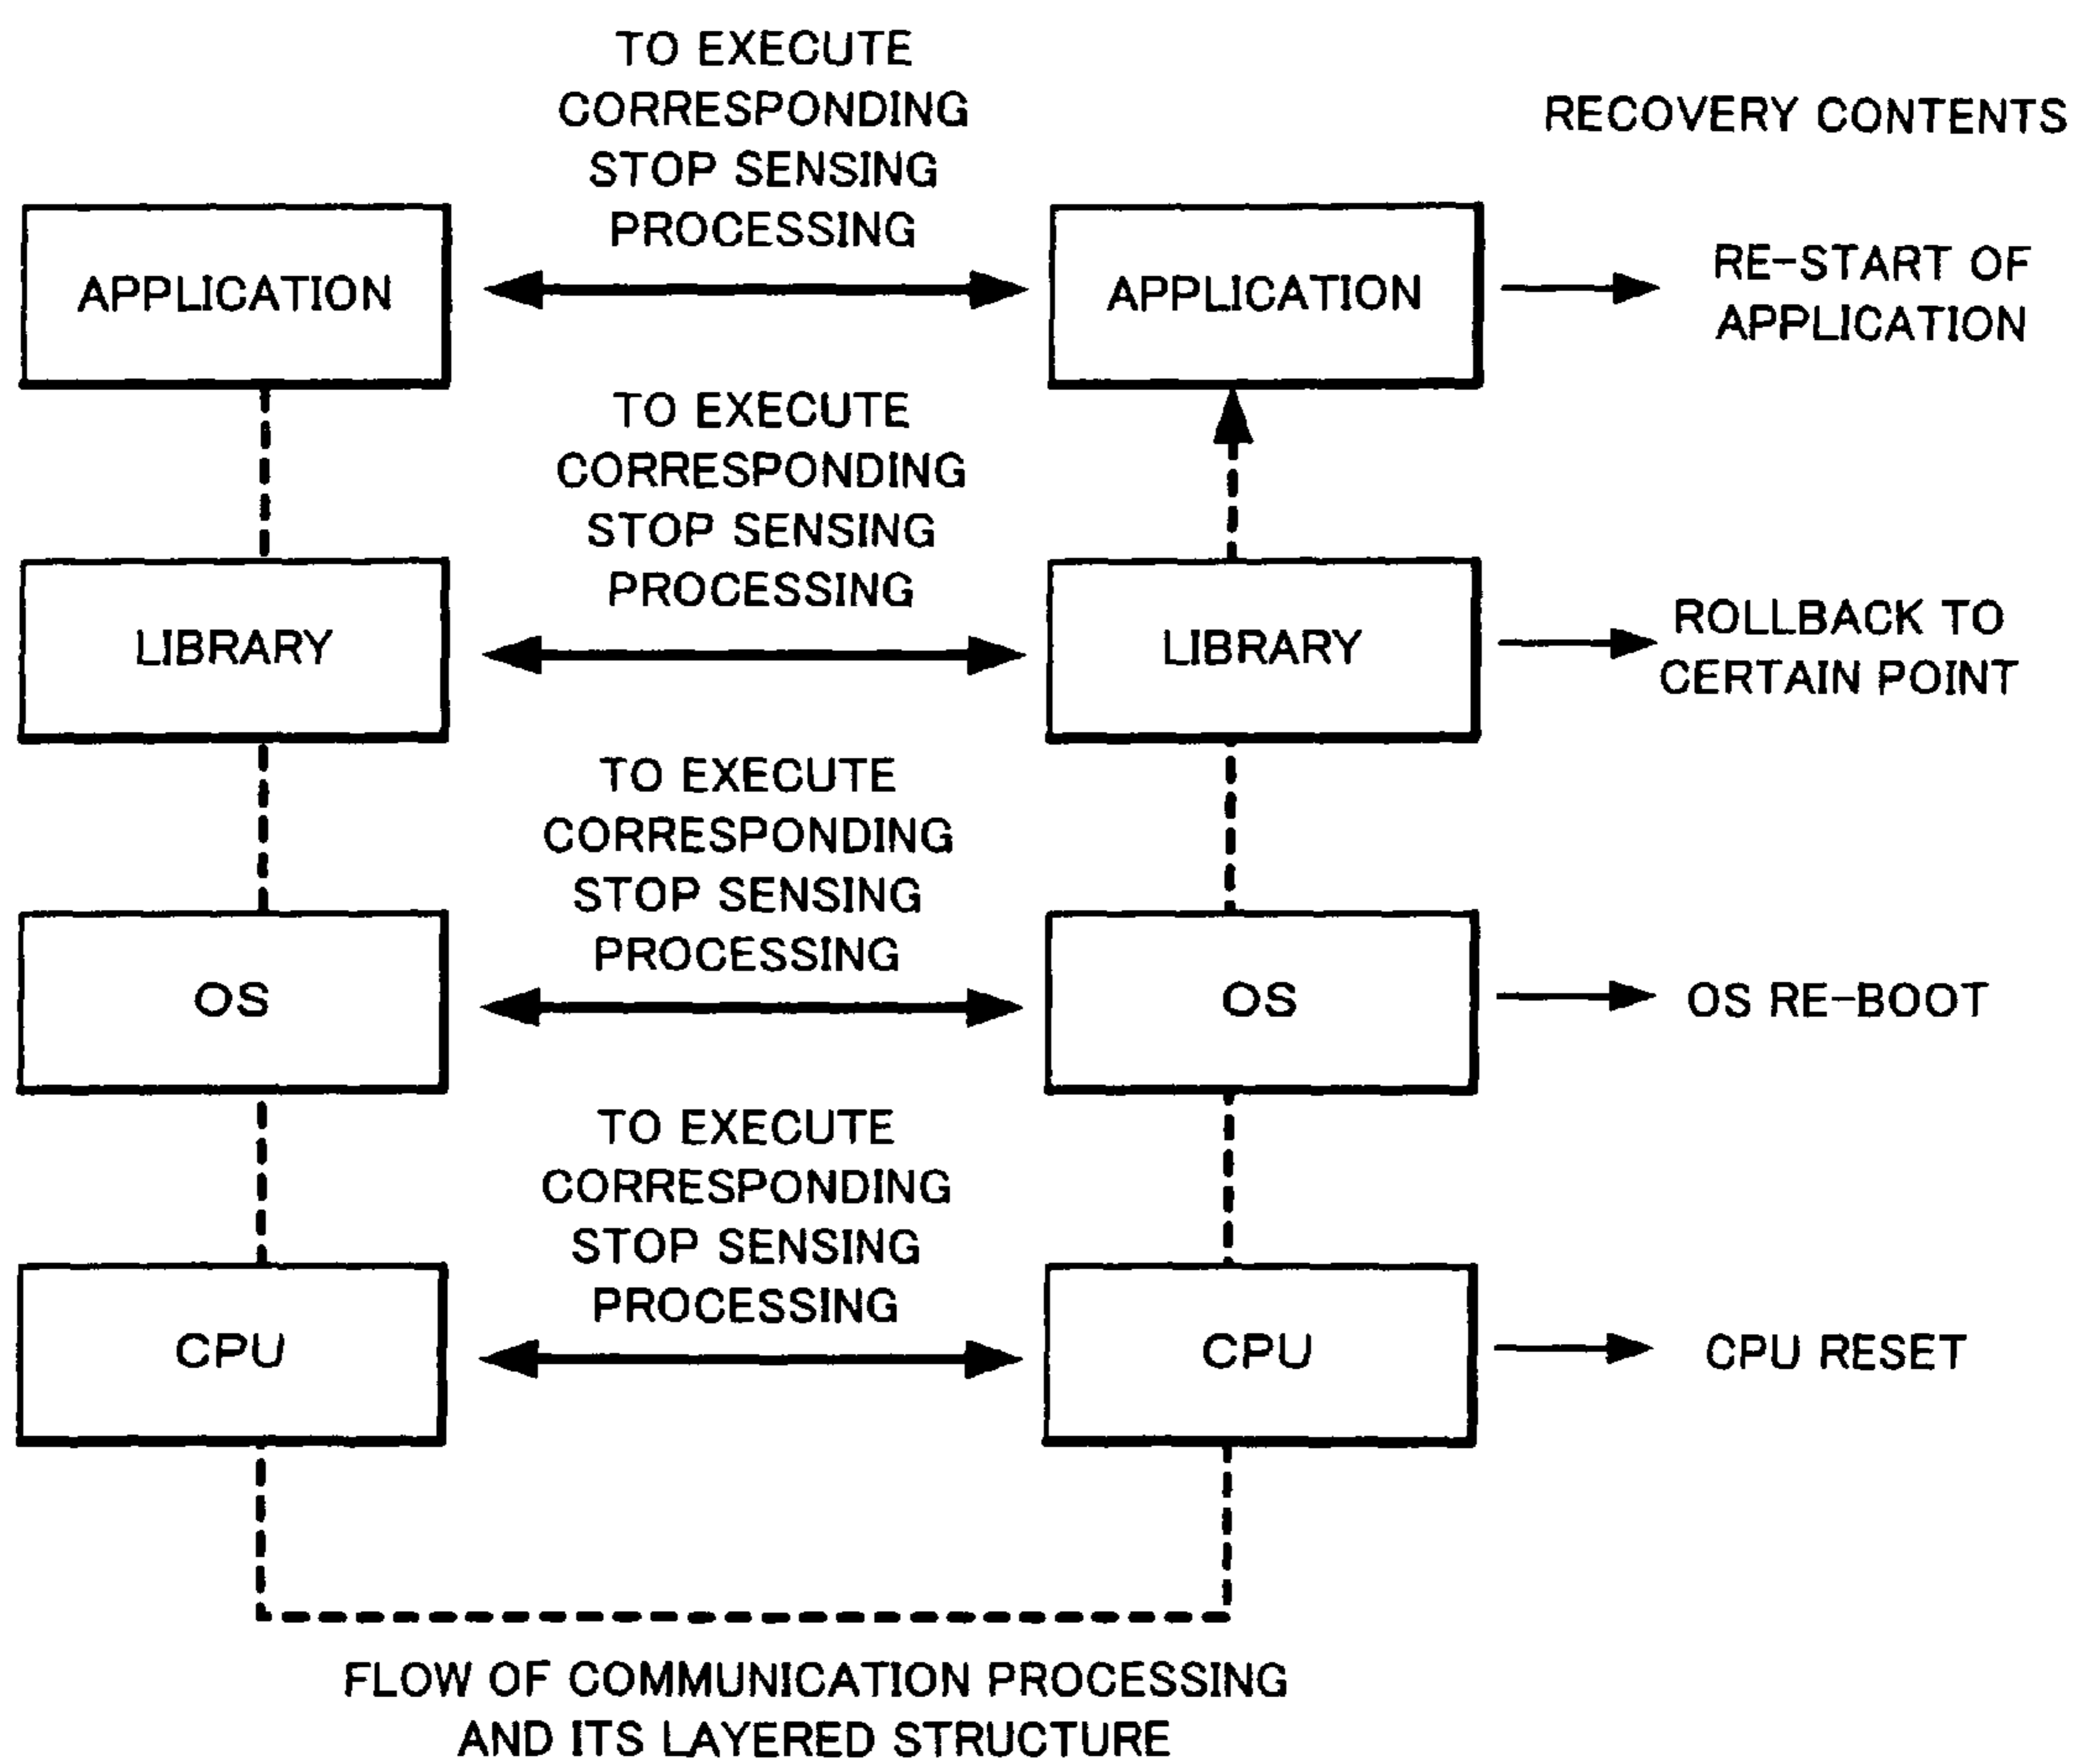 TO EXECUTE
CORRESPONDING
STOP SENSING
PROCESSING
RECOVERY CONTENTS
APPLICATION
APPLICATION
RE-START OF
APPLICATION
TO EXECUTE
CORRESPONDING
STOP SENSING
PROCESSING
LIBRARY
LIBRARY
ROLLBACK TO
CERTAIN POINT
TO EXECUTE
CORRESPONDING
STOP SENSING
PROCESSING
OS
OS
OS RE-BOOT
TO EXECUTE
CORRESPONDING
STOP SENSING
PROCESSING
CPU
CPU
CPU RESET
FLOW OF COMMUNICATION PROCESSING
AND ITS LAYERED STRUCTURE